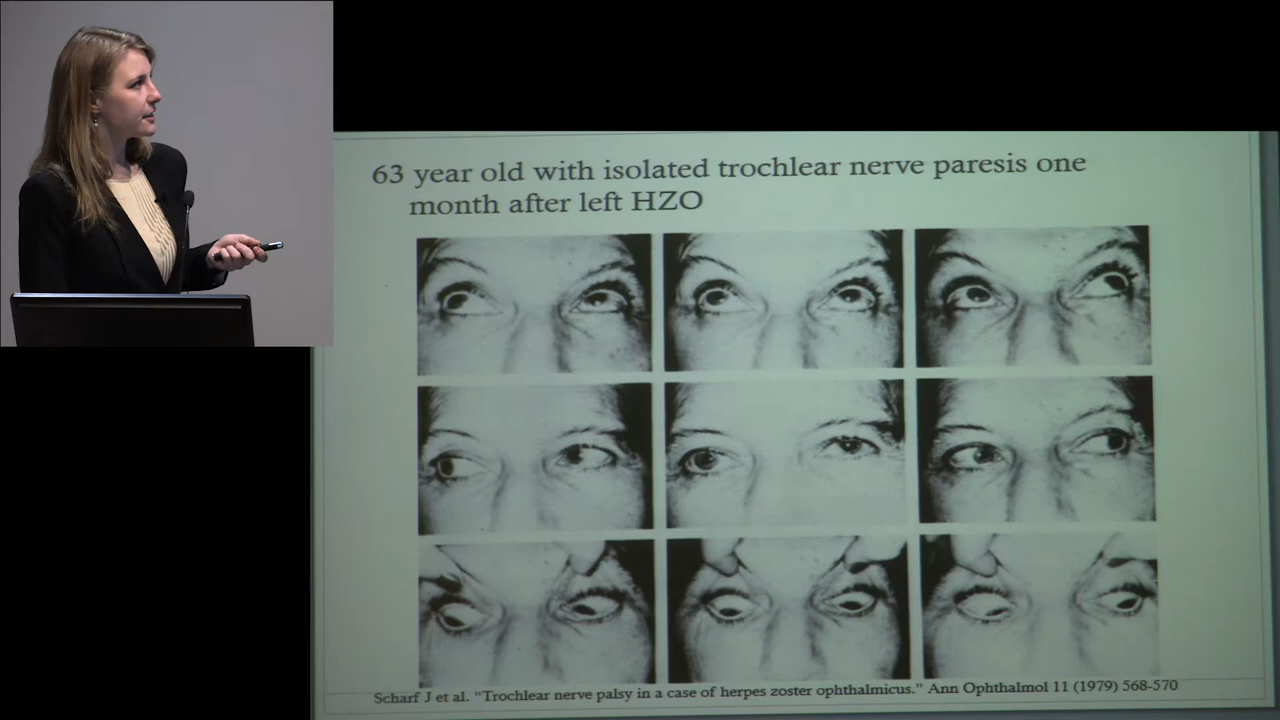 63 year old with isolated trochlear nerve paresis one
month after left HZO
Scharf J et al. “Trochlear nerve palsy in a case of herpes zoster ophthalmicus.” Ann Ophthalmol 11 (1979) 568-570